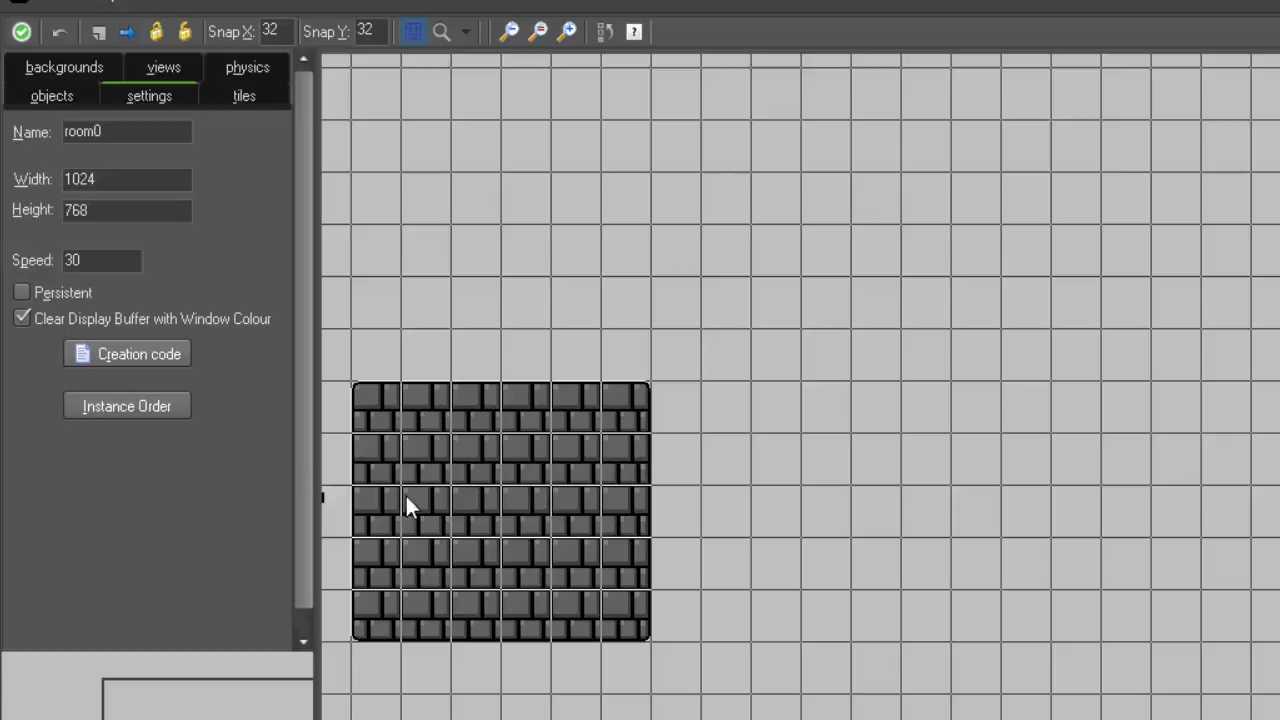 Snap X: 32 Snap Y: 32 ?
backgrounds views physics
objects settings tiles
Name: room0
Width: 1024
Height: 768
Speed: 30
Persistent
Clear Display Buffer with Window Colour
Creation code
Instance Order